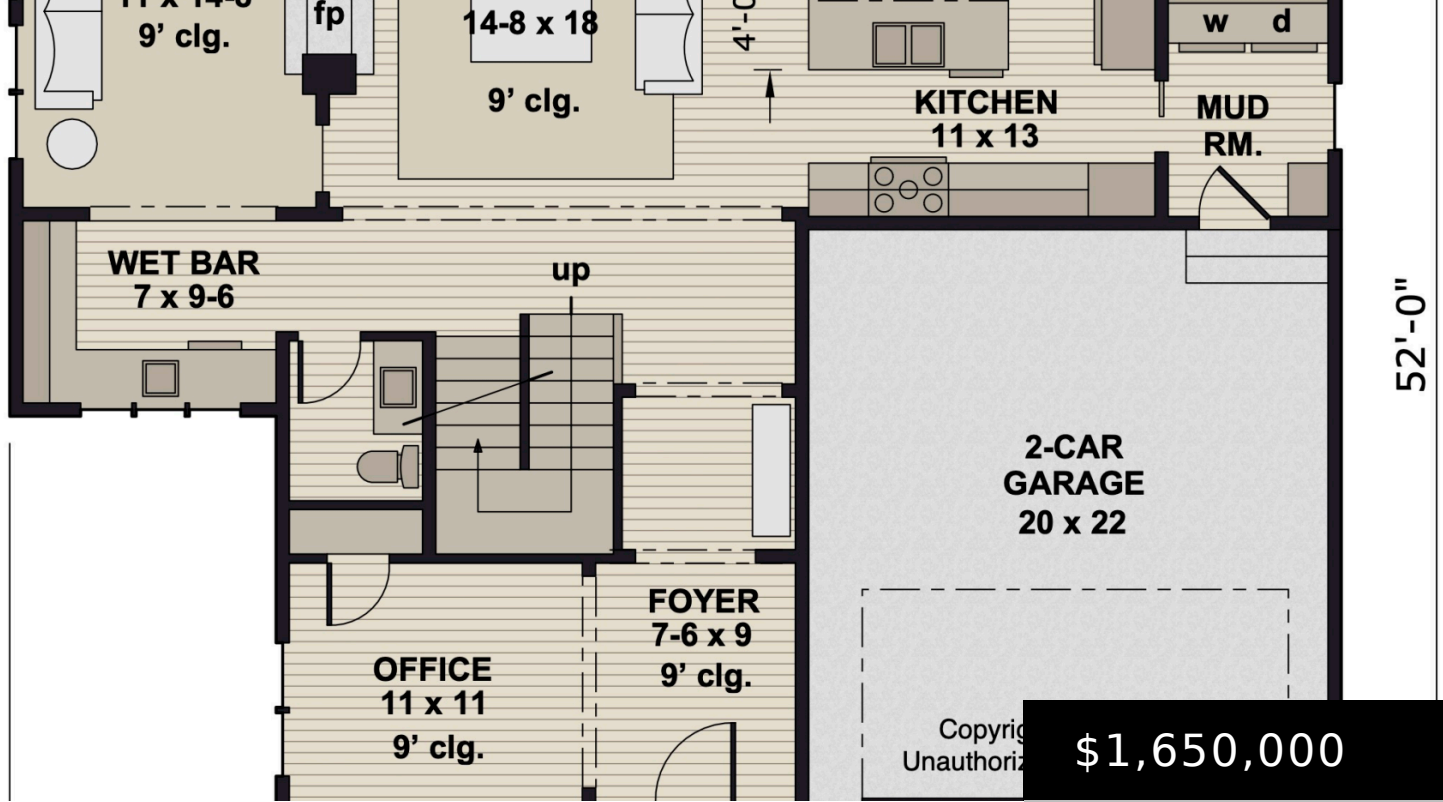 fp
9’ clg.
14-8 x 18
9’ clg.
w d
KITCHEN
11 x 13
MUD
RM.
WET BAR
7 x 9-6
up
52'-0"
2-CAR
GARAGE
20 x 22
FOYER
7-6 x 9
9’ clg.
OFFICE
11 x 11
9’ clg.
$1,650,000